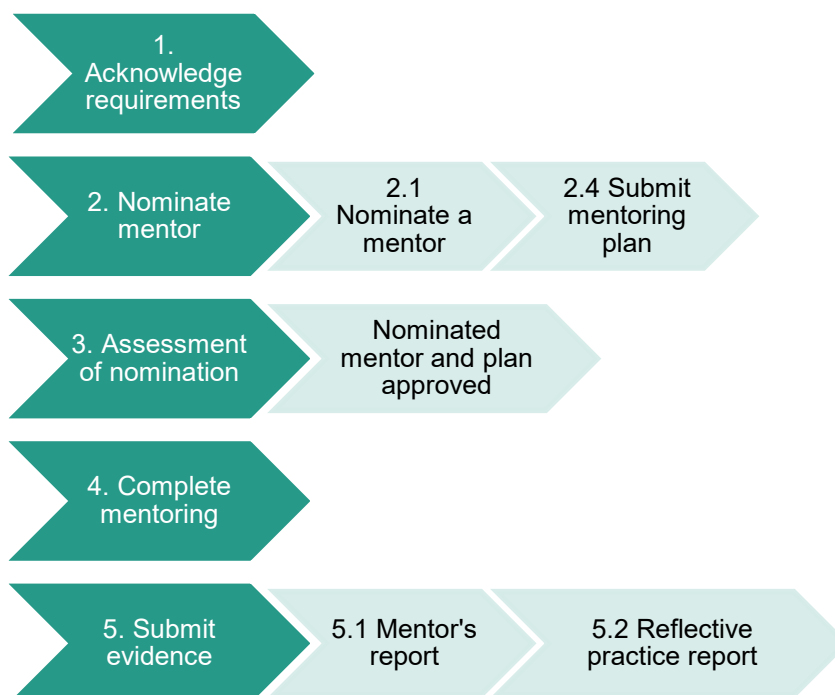 1.
Acknowledge
requirements
2. Nominate
mentor
2.1
Nominate a
mentor
2.4 Submit
mentoring
plan
3. Assessment
of nomination
Nominated
mentor and plan
approved
4. Complete
mentoring
5. Submit
evidence
5.1 Mentor's
report
5.2 Reflective
practice report